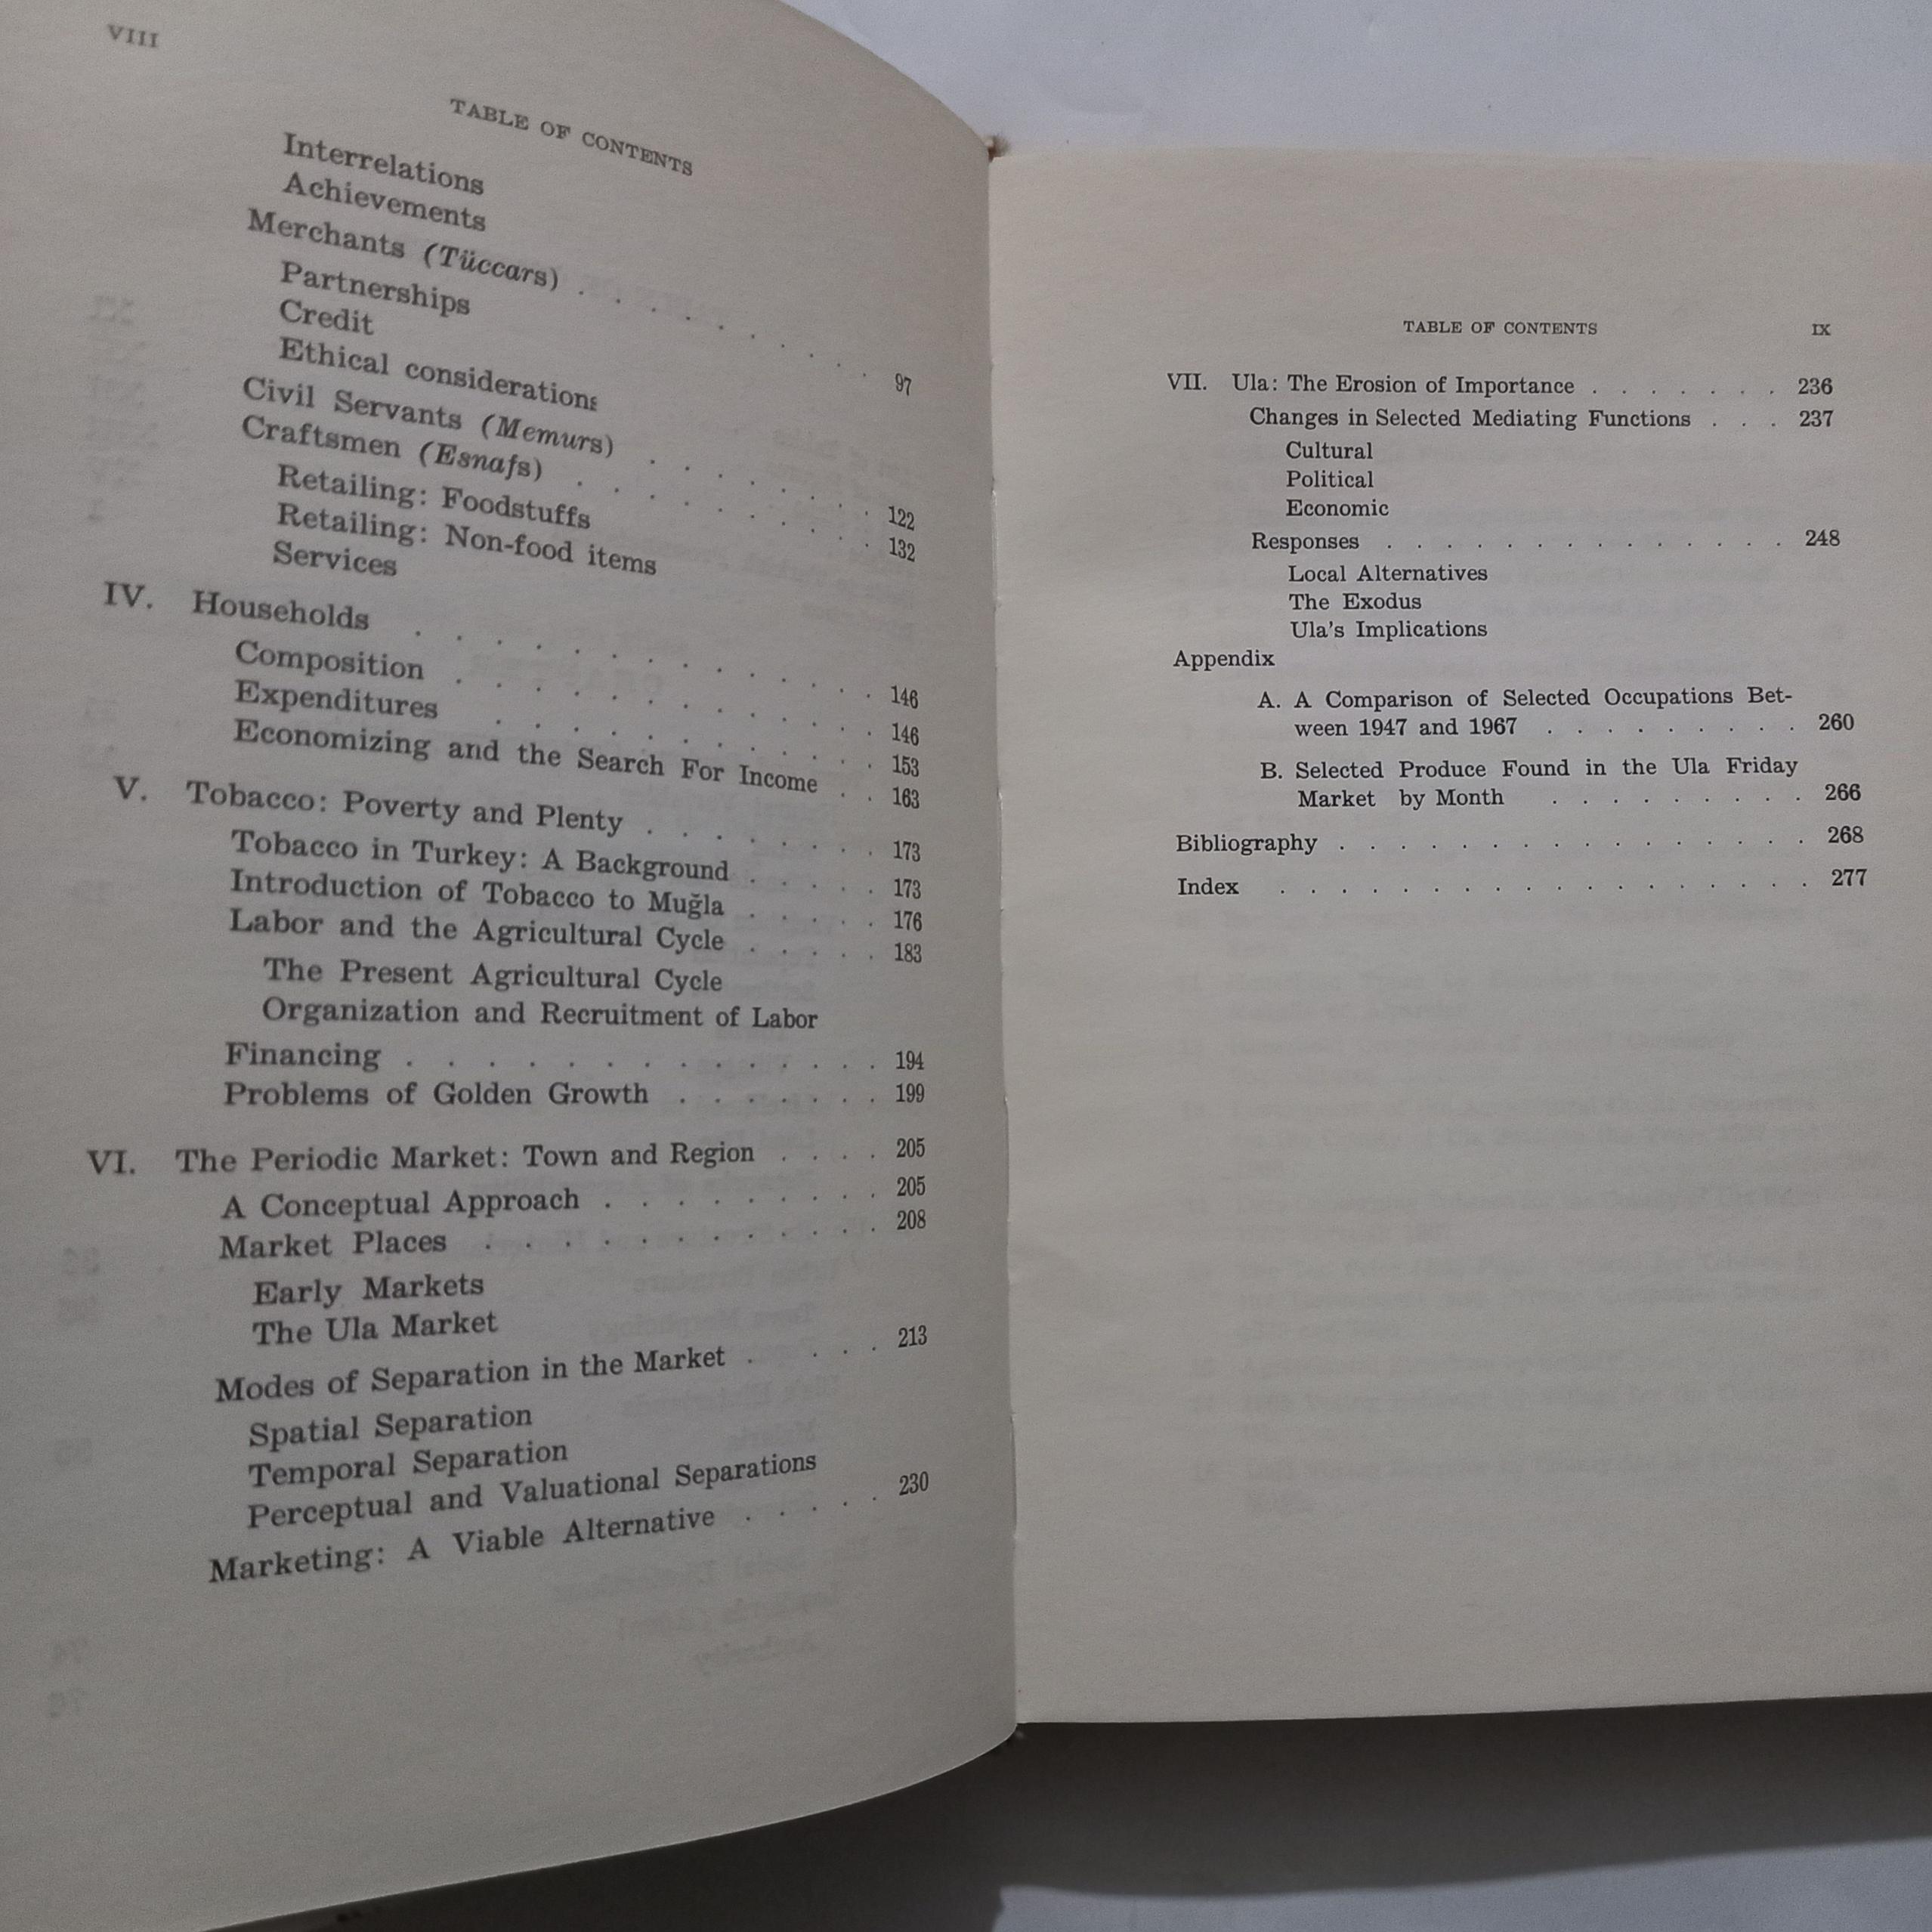 VIII
TABLE OF CONTENTS
Interrelations
Achievements
Merchants (Tüccars) . . . . . . . . . . 97
Partnerships
Credit
Ethical considerations
Civil Servants (Memurs) . . . . . . . 122
Craftsmen (Esnafs) . . . . . . . . . 132
Retailing: Foodstuffs
Retailing: Non-food items
Services
IV. Households . . . . . . . . . . . . 146
Composition . . . . . . . . . . . 146
Expenditures . . . . . . . . . . 153
Economizing and the Search For Income . . 163
V. Tobacco: Poverty and Plenty . . . . . . . 173
Tobacco in Turkey: A Background . . . . . 173
Introduction of Tobacco to Muğla . . . . . 176
Labor and the Agricultural Cycle . . . . . 183
The Present Agricultural Cycle
Organization and Recruitment of Labor
Financing . . . . . . . . . . . . . 194
Problems of Golden Growth . . . . . . . 199
VI. The Periodic Market: Town and Region . . . . 205
A Conceptual Approach . . . . . . . . 205
Market Places . . . . . . . . . . . 208
Early Markets
The Ula Market
Modes of Separation in the Market . . . . 213
Spatial Separation
Temporal Separation
Perceptual and Valuational Separations
Marketing: A Viable Alternative . . . . . 230
TABLE OF CONTENTS IX
VII. Ula: The Erosion of Importance . . . . . . . 236
Changes in Selected Mediating Functions . . . 237
Cultural
Political
Economic
Responses . . . . . . . . . . . . . . 248
Local Alternatives
The Exodus
Ula's Implications
Appendix
A. A Comparison of Selected Occupations Bet-
ween 1947 and 1967 . . . . . . . . . 260
B. Selected Produce Found in the Ula Friday
Market by Month . . . . . . . . . 266
Bibliography . . . . . . . . . . . . . . . . 268
Index . . . . . . . . . . . . . . . . . . 277